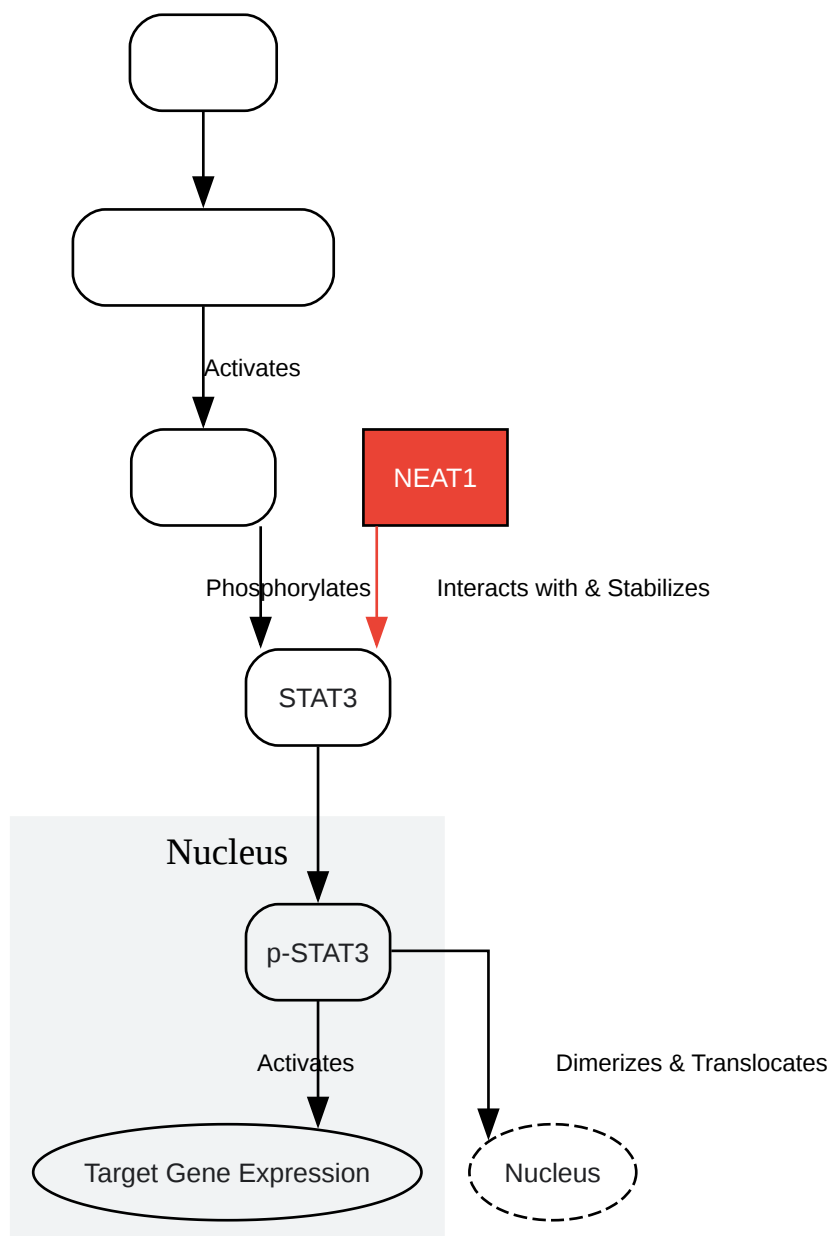 Activates
NEAT1
Phosphorylates
Interacts with & Stabilizes
STAT3
Nucleus
p-STAT3
Activates
Dimerizes & Translocates
Target Gene Expression
Nucleus